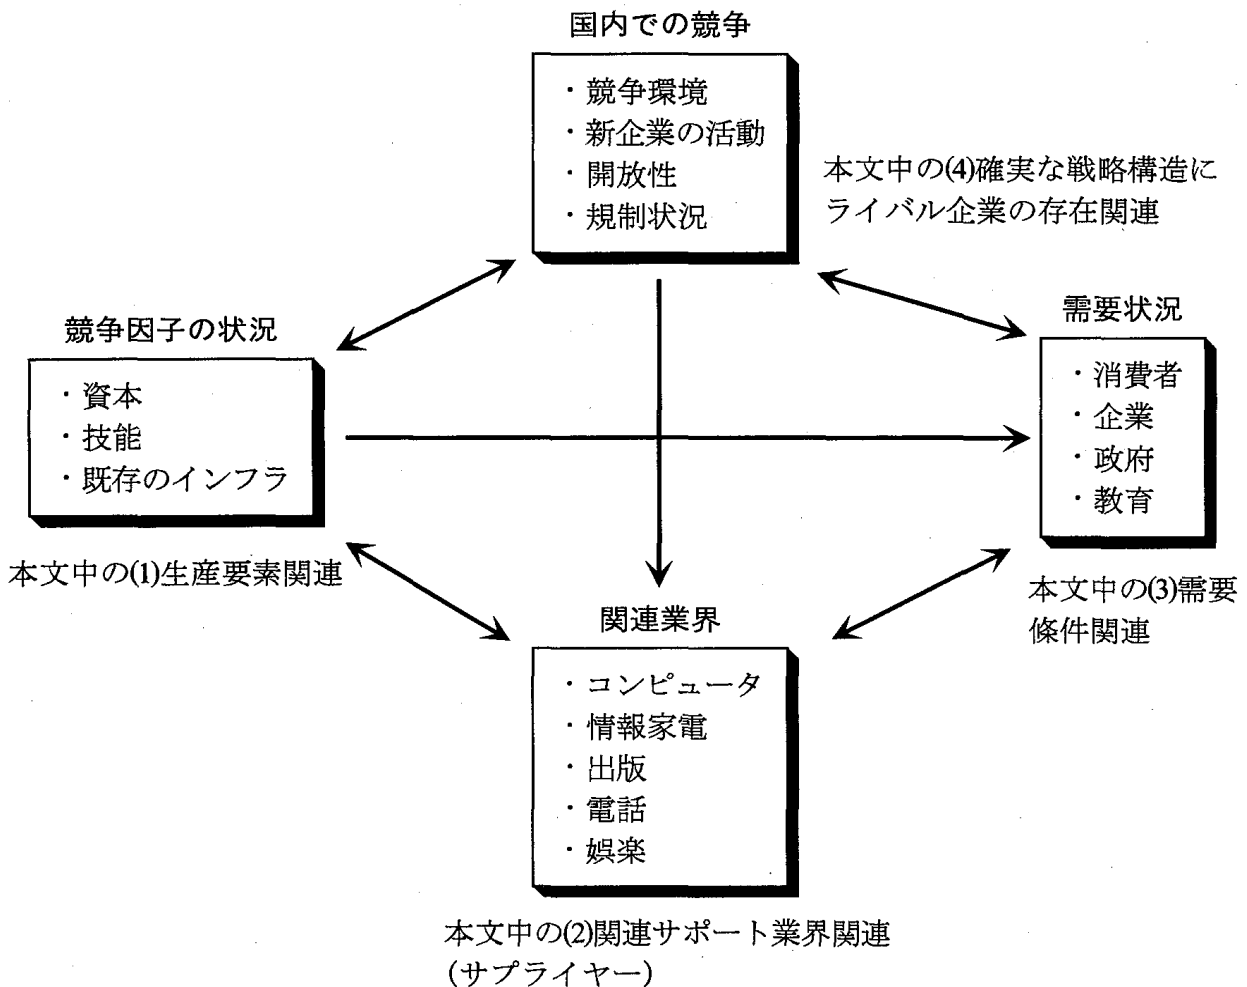 国内での競争
・競争環境
・新企業の活動
・開放性
・規制状況
本文中の(4)確実な戦略構造に
ライバル企業の存在関連
競争因子の状況
・資本
・技能
・既存のインフラ
本文中の(1)生産要素関連
需要状況
・消費者
・企業
・政府
・教育
本文中の(3)需要
條件関連
関連業界
・コンピュータ
・情報家電
・出版
・電話
・娯楽
本文中の(2)関連サポート業界関連
(サプライヤー)